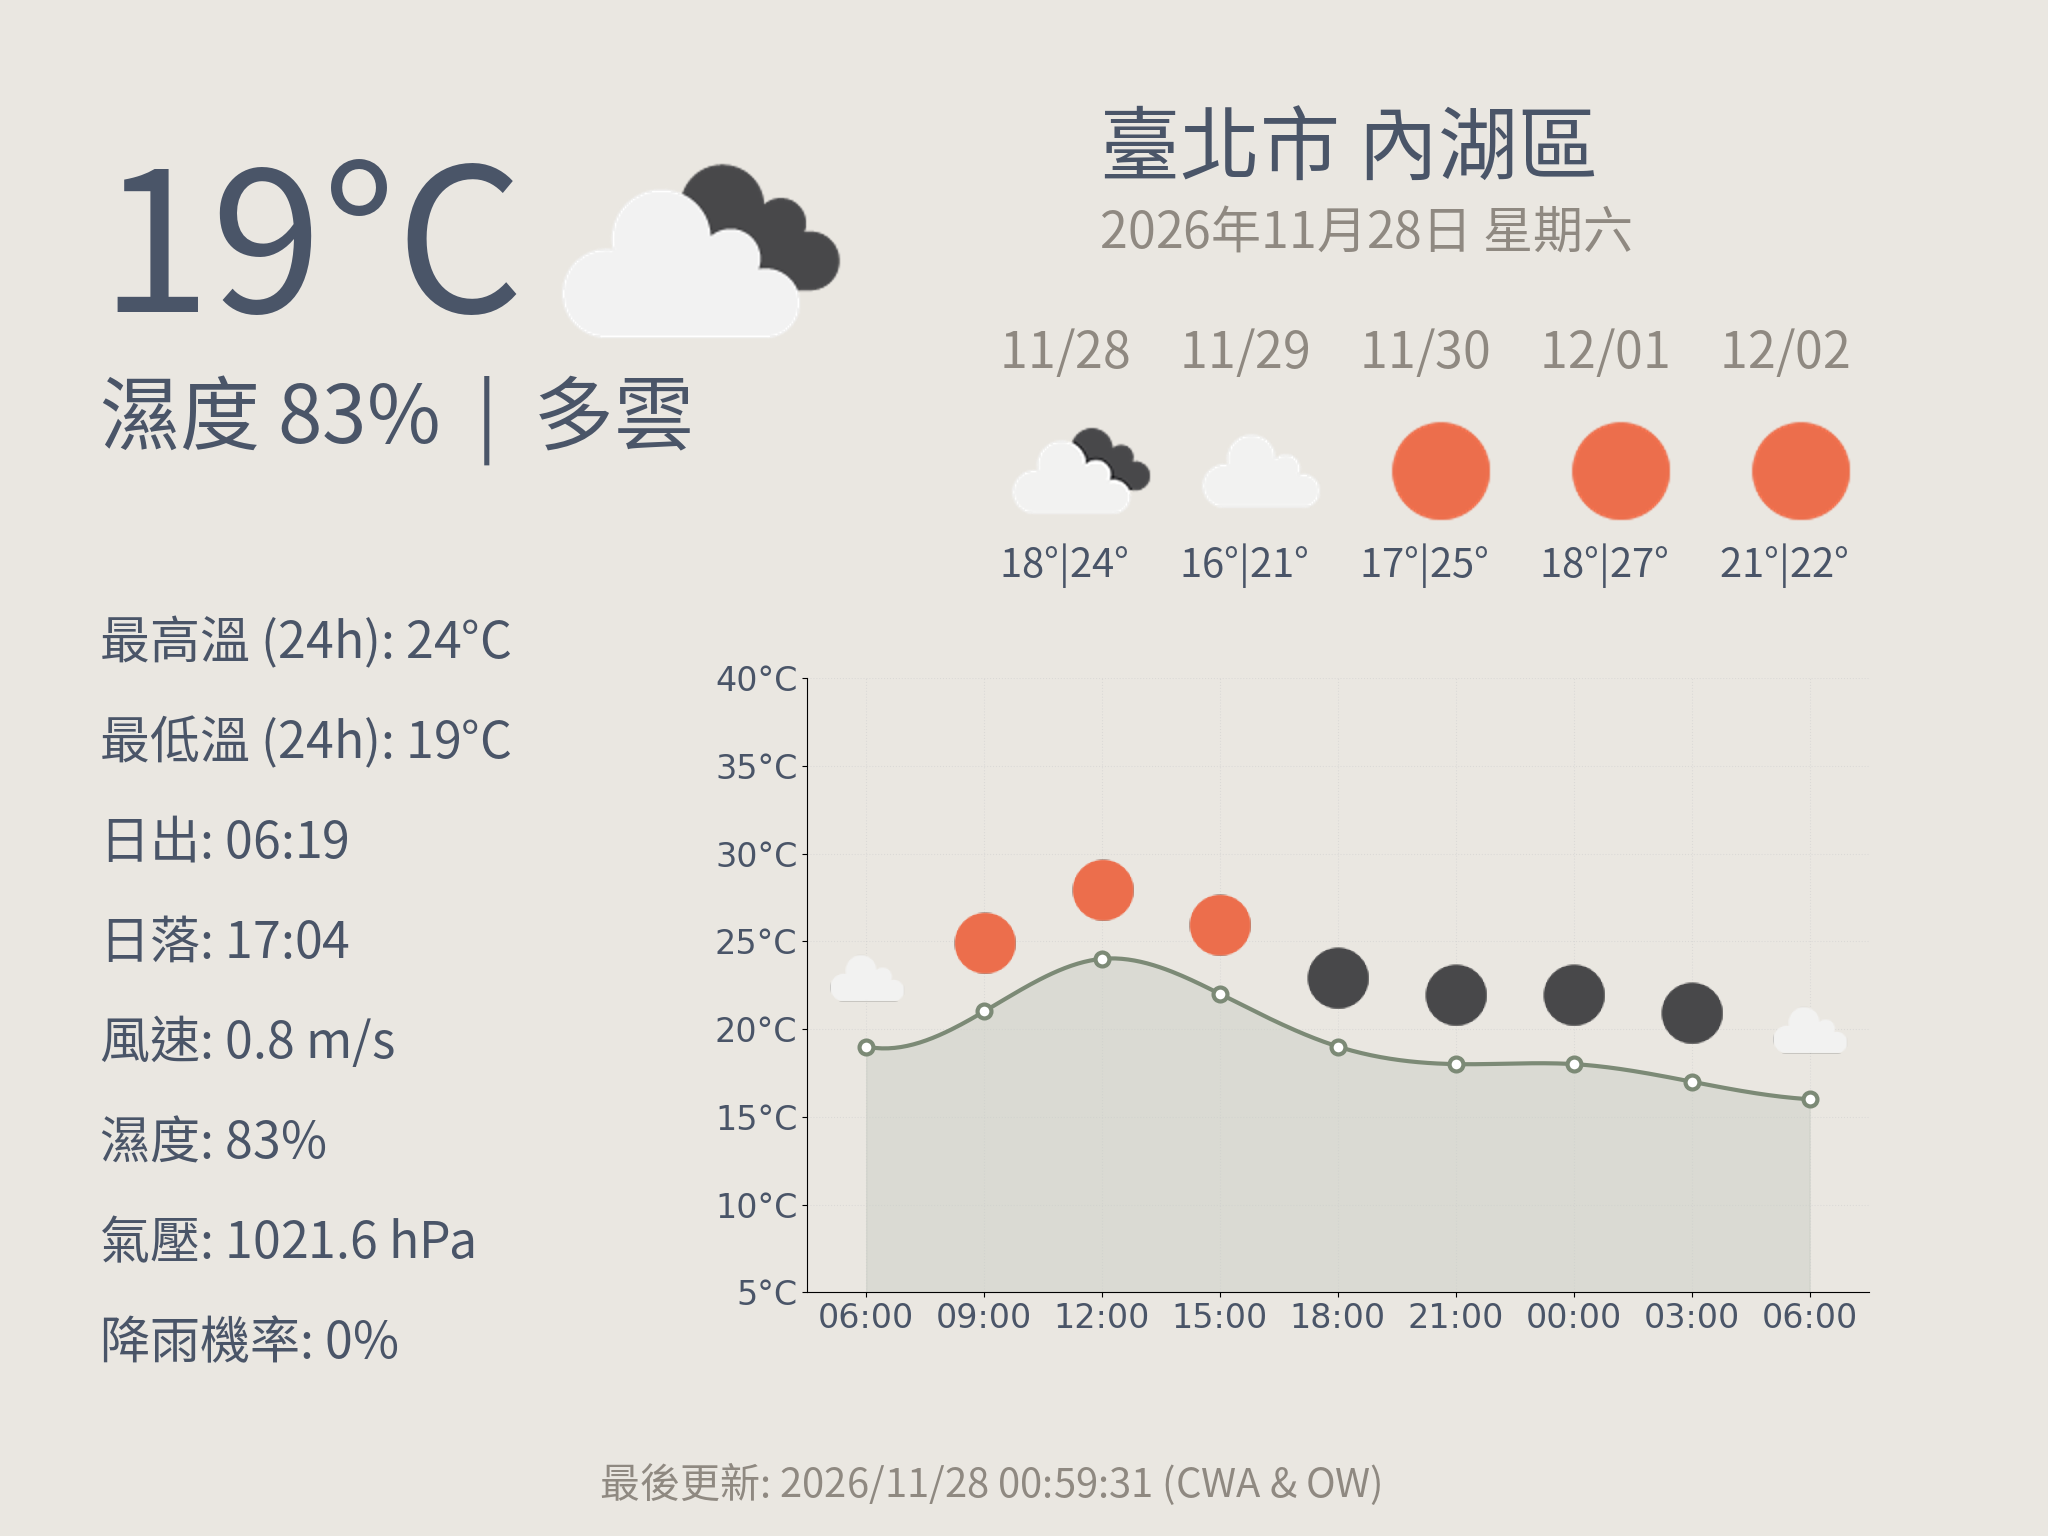 19°C
濕度 83% | 多雲
臺北市 內湖區
2026年11月28日 星期六
11/28 11/29 11/30 12/01 12/02
18°|24° 16°|21° 17°|25° 18°|27° 21°|22°
最高溫 (24h): 24°C
最低溫 (24h): 19°C
日出: 06:19
日落: 17:04
風速: 0.8 m/s
濕度: 83%
氣壓: 1021.6 hPa
降雨機率: 0%
40°C
35°C
30°C
25°C
20°C
15°C
10°C
5°C
06:00 09:00 12:00 15:00 18:00 21:00 00:00 03:00 06:00
最後更新: 2026/11/28 00:59:31 (CWA & OW)